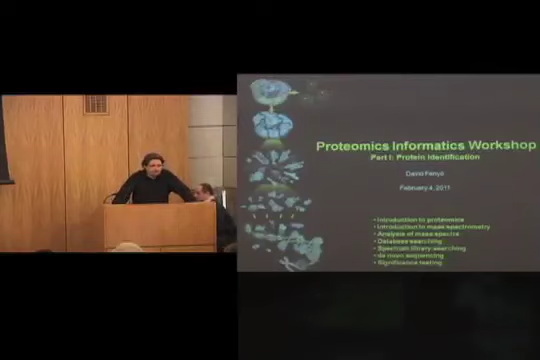 Proteomics Informatics Workshop
Part I: Protein Identification
David Fenyö
February 4, 2011
• Introduction to proteomics
• Introduction to mass spectrometry
• Analysis of mass spectra
• Database searching
• Spectrum library searching
• de novo sequencing
• Significance testing